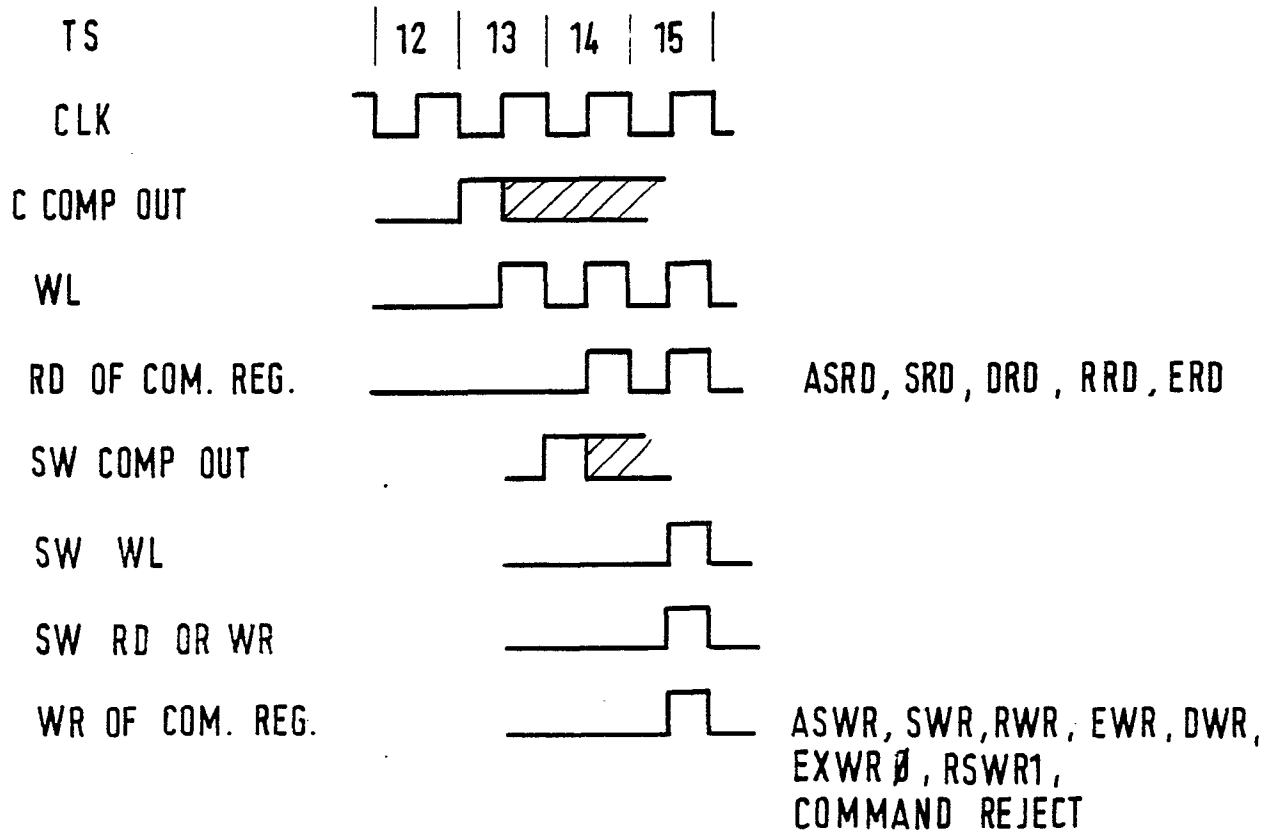 TS | 12 | 13 | 14 | 15 |
CLK
C COMP OUT
WL
RD OF COM. REG. ASRD, SRD, DRD, RRD, ERD
SW COMP OUT
SW WL
SW RD OR WR
WR OF COM. REG. ASWR, SWR, RWR, EWR, DWR,
EXWR Ø, RSWR1,
COMMAND REJECT